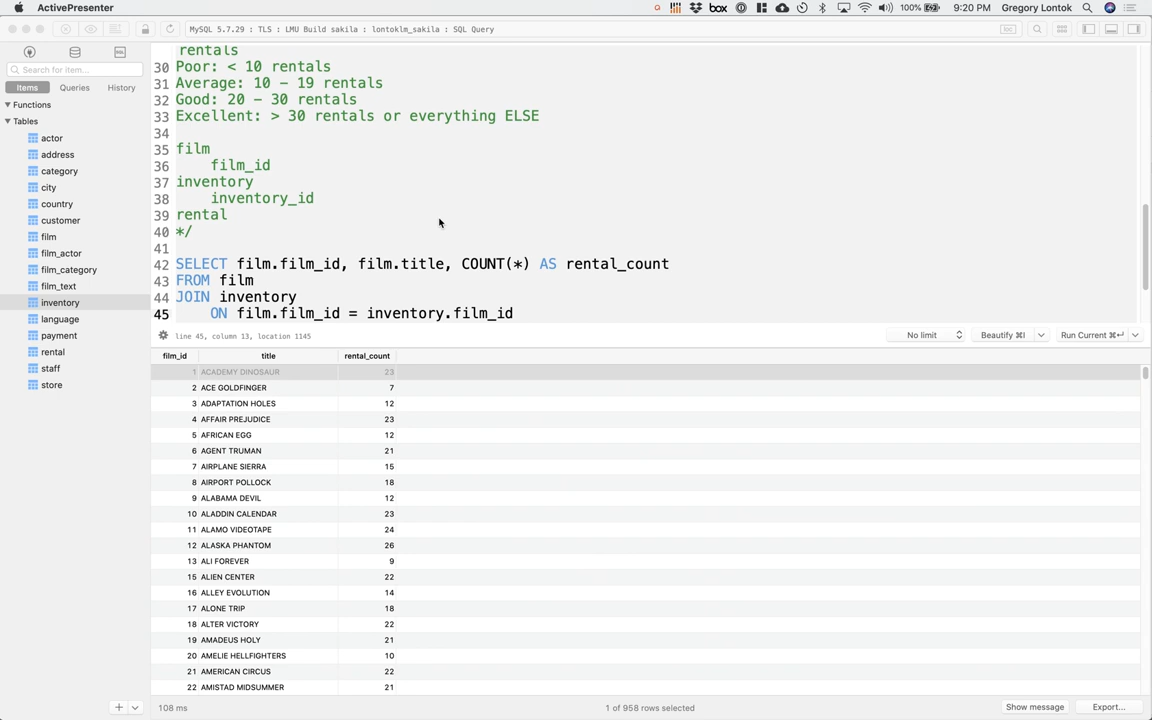 ActivePresenter
box
100%
9:20 PM
Gregory Lontok
MySQL 5.7.29 : TLS : LMU Build sakila : lontoklm_sakila : SQL Query
Search for item...
Items Queries History
Functions
Tables
actor
address
category
city
country
customer
film
film_actor
film_category
film_text
inventory
language
payment
rental
staff
store
rentals
30 Poor: < 10 rentals
31 Average: 10 – 19 rentals
32 Good: 20 – 30 rentals
33 Excellent: > 30 rentals or everything ELSE
34
35 film
36 film_id
37 inventory
38 inventory_id
39 rental
40 */
41
42 SELECT film.film_id, film.title, COUNT(*) AS rental_count
43 FROM film
44 JOIN inventory
45 ON film.film_id = inventory.film_id
line 45, column 13, location 1145
No limit
Beautify ⌘I
Run Current ⌘↵
film_id title rental_count
1 ACADEMY DINOSAUR 23
2 ACE GOLDFINGER 7
3 ADAPTATION HOLES 12
4 AFFAIR PREJUDICE 23
5 AFRICAN EGG 12
6 AGENT TRUMAN 21
7 AIRPLANE SIERRA 15
8 AIRPORT POLLOCK 18
9 ALABAMA DEVIL 12
10 ALADDIN CALENDAR 23
11 ALAMO VIDEOTAPE 24
12 ALASKA PHANTOM 26
13 ALI FOREVER 9
15 ALIEN CENTER 22
16 ALLEY EVOLUTION 14
17 ALONE TRIP 18
18 ALTER VICTORY 22
19 AMADEUS HOLY 21
20 AMELIE HELLFIGHTERS 10
21 AMERICAN CIRCUS 22
22 AMISTAD MIDSUMMER 21
108 ms
1 of 958 rows selected
Show message
Export...